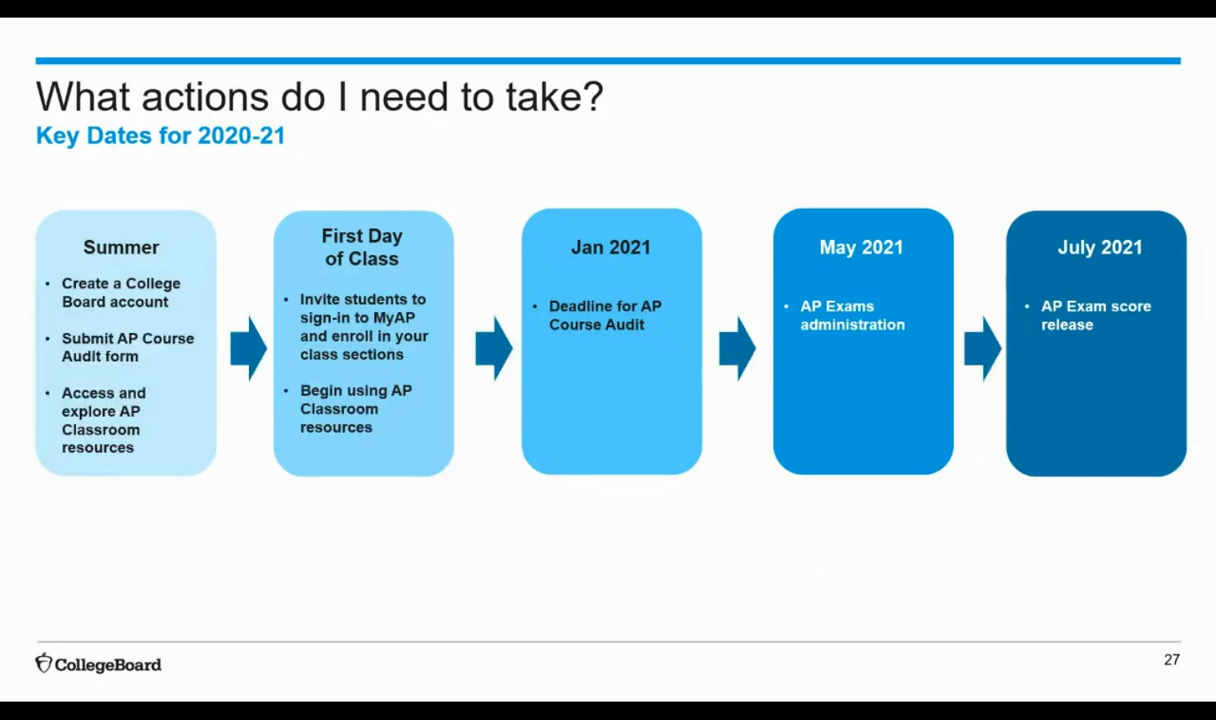 What actions do I need to take?
Key Dates for 2020-21
Summer
• Create a College
Board account
• Submit AP Course
Audit form
• Access and
explore AP
Classroom
resources
First Day
of Class
• Invite students to
sign-in to MyAP
and enroll in your
class sections
• Begin using AP
Classroom
resources
Jan 2021
• Deadline for AP
Course Audit
May 2021
• AP Exams
administration
July 2021
• AP Exam score
release
CollegeBoard
27